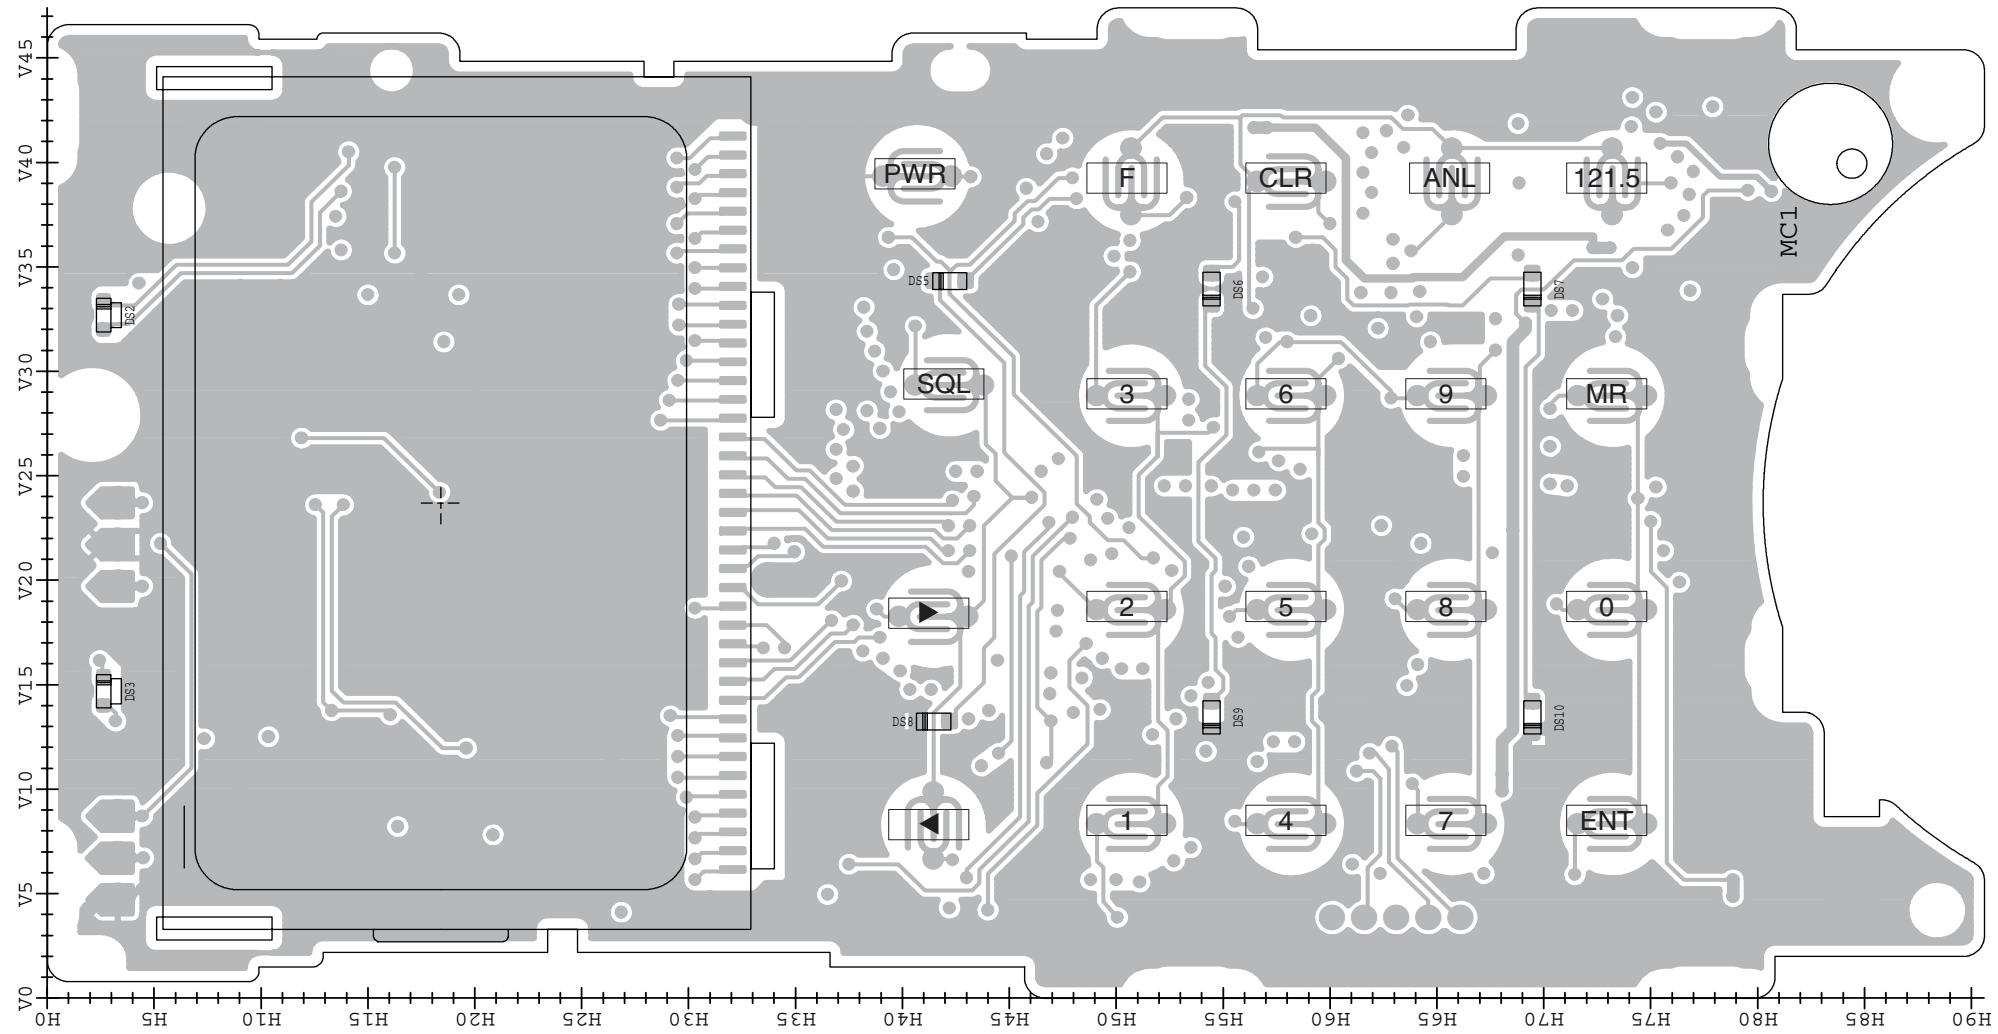 V45
V40
V35
V30
V25
V20
V15
V10
V5
V0
PWR
F
CLR
ANL
121.5
MC1
DS2
DS5
DS6
DS7
SQL
3
6
9
MR
▶
2
5
8
0
DS3
DS8
DS9
DS10
◀
1
4
7
ENT
H0 H5 H10 H15 H20 H25 H30 H35 H40 H45 H50 H55 H60 H65 H70 H75 H80 H85 H90